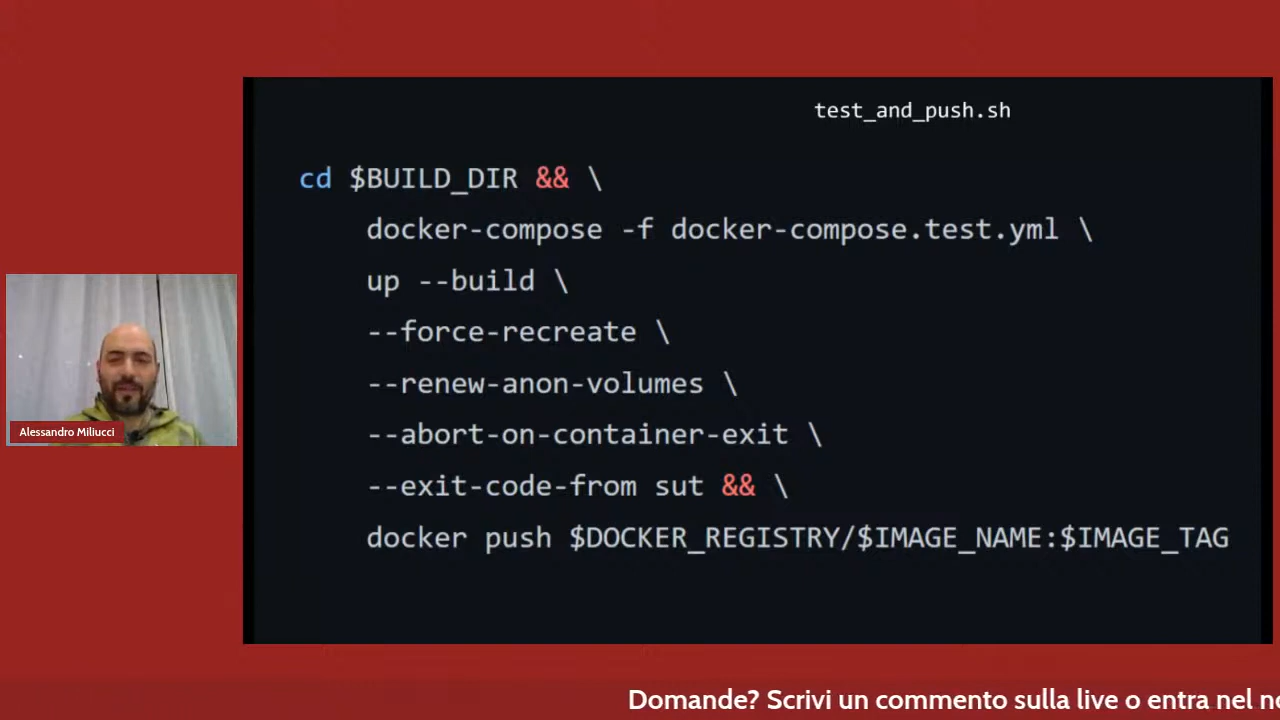 test_and_push.sh
cd $BUILD_DIR && \
docker-compose -f docker-compose.test.yml \
up --build \
--force-recreate \
--renew-anon-volumes \
--abort-on-container-exit \
--exit-code-from sut && \
docker push $DOCKER_REGISTRY/$IMAGE_NAME:$IMAGE_TAG
Alessandro Miliucci
Domande? Scrivi un commento sulla live o entra nel